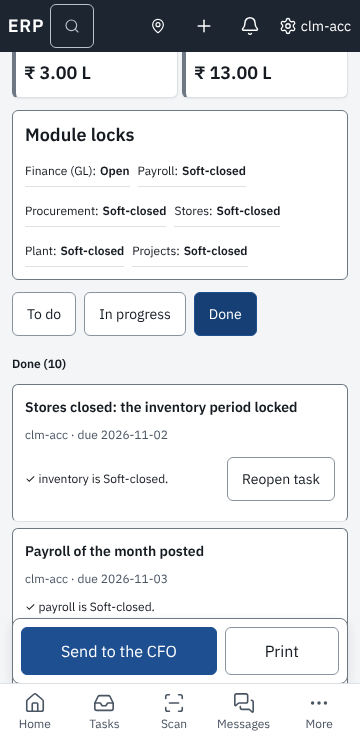 ERP
clm-acc
₹ 3.00 L
₹ 13.00 L
Module locks
Finance (GL): Open Payroll: Soft-closed
Procurement: Soft-closed Stores: Soft-closed
Plant: Soft-closed Projects: Soft-closed
To do
In progress
Done
Done (10)
Stores closed: the inventory period locked
clm-acc · due 2026-11-02
✓ inventory is Soft-closed.
Reopen task
Payroll of the month posted
clm-acc · due 2026-11-03
✓ payroll is Soft-closed.
Send to the CFO
Print
Home
Tasks
Scan
Messages
More